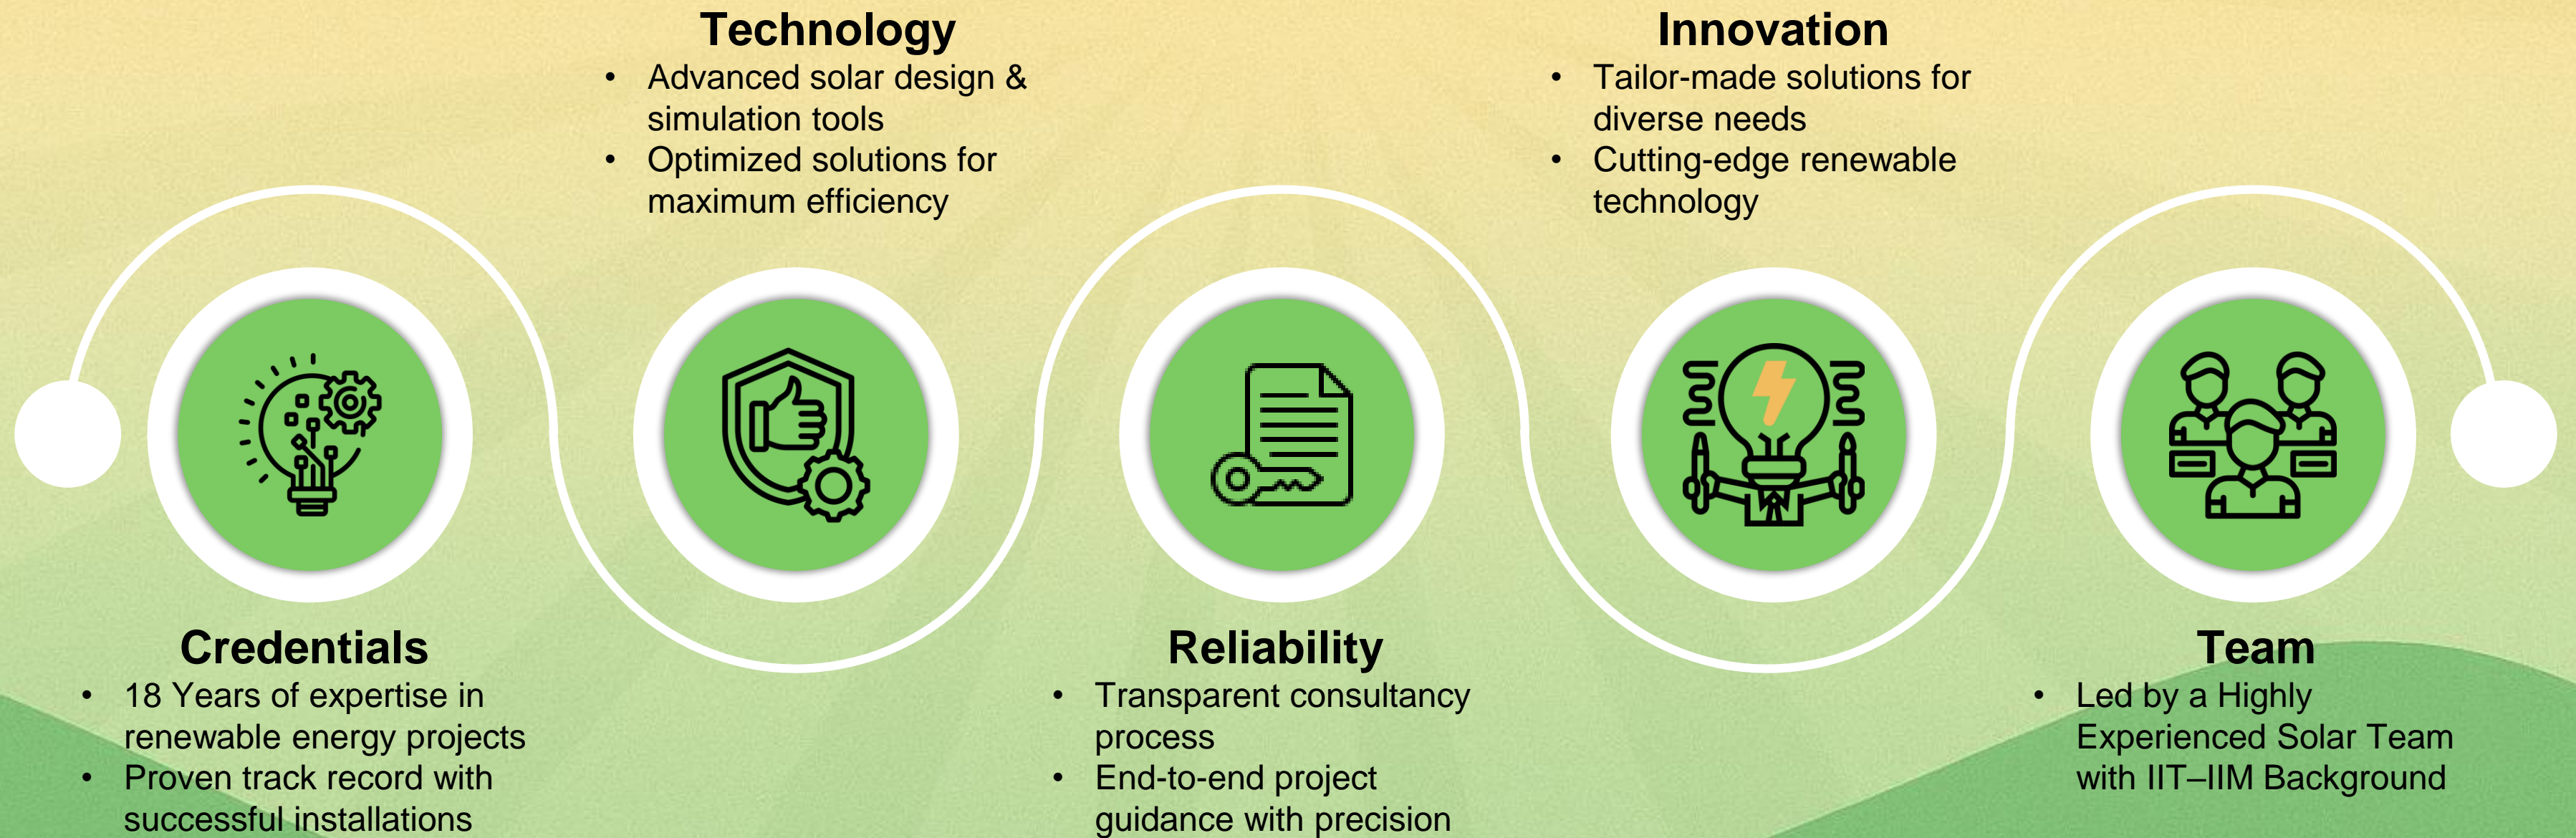 Technology
• Advanced solar design &
simulation tools
• Optimized solutions for
maximum efficiency
Innovation
• Tailor-made solutions for
diverse needs
• Cutting-edge renewable
technology
Credentials
• 18 Years of expertise in
renewable energy projects
• Proven track record with
successful installations
Reliability
• Transparent consultancy
process
• End-to-end project
guidance with precision
Team
• Led by a Highly
Experienced Solar Team
with IIT–IIM Background